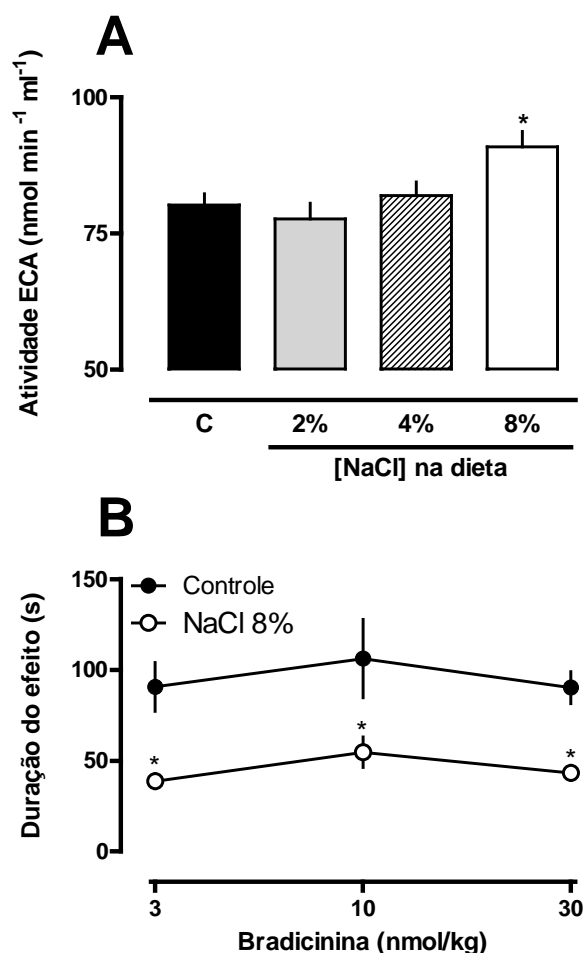 A
Atividade ECA (nmol min⁻¹ ml⁻¹)
100
*
75
50
C 2% 4% 8%
[NaCl] na dieta
B
Duração do efeito (s)
150
Controle
NaCl 8%
100
* * *
50
0
3 10 30
Bradicinina (nmol/kg)